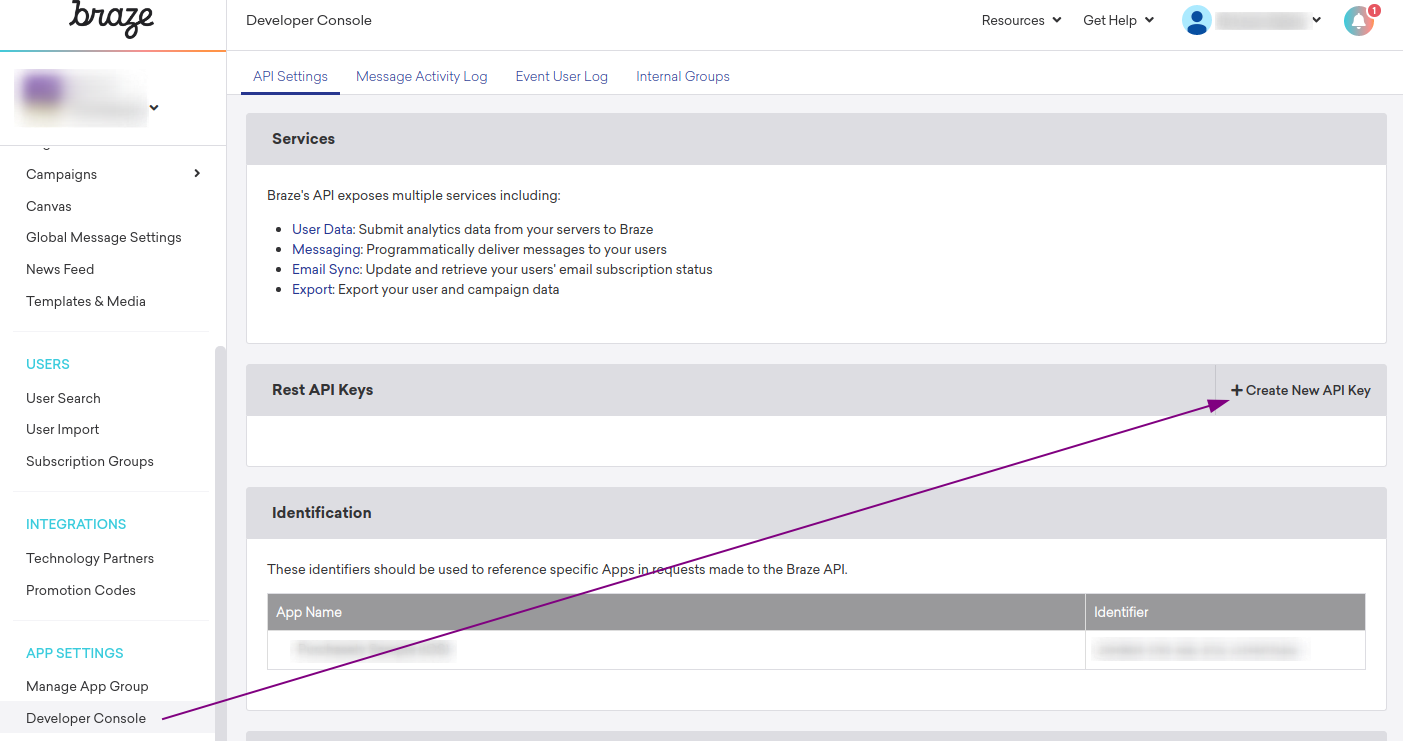 braze
Developer Console
Resources
Get Help
1
API Settings
Message Activity Log
Event User Log
Internal Groups
Campaigns
Canvas
Global Message Settings
News Feed
Templates & Media
USERS
User Search
User Import
Subscription Groups
INTEGRATIONS
Technology Partners
Promotion Codes
APP SETTINGS
Manage App Group
Developer Console
Services
Braze's API exposes multiple services including:
User Data: Submit analytics data from your servers to Braze
Messaging: Programmatically deliver messages to your users
Email Sync: Update and retrieve your users' email subscription status
Export: Export your user and campaign data
Rest API Keys
+ Create New API Key
Identification
These identifiers should be used to reference specific Apps in requests made to the Braze API.
App Name
Identifier